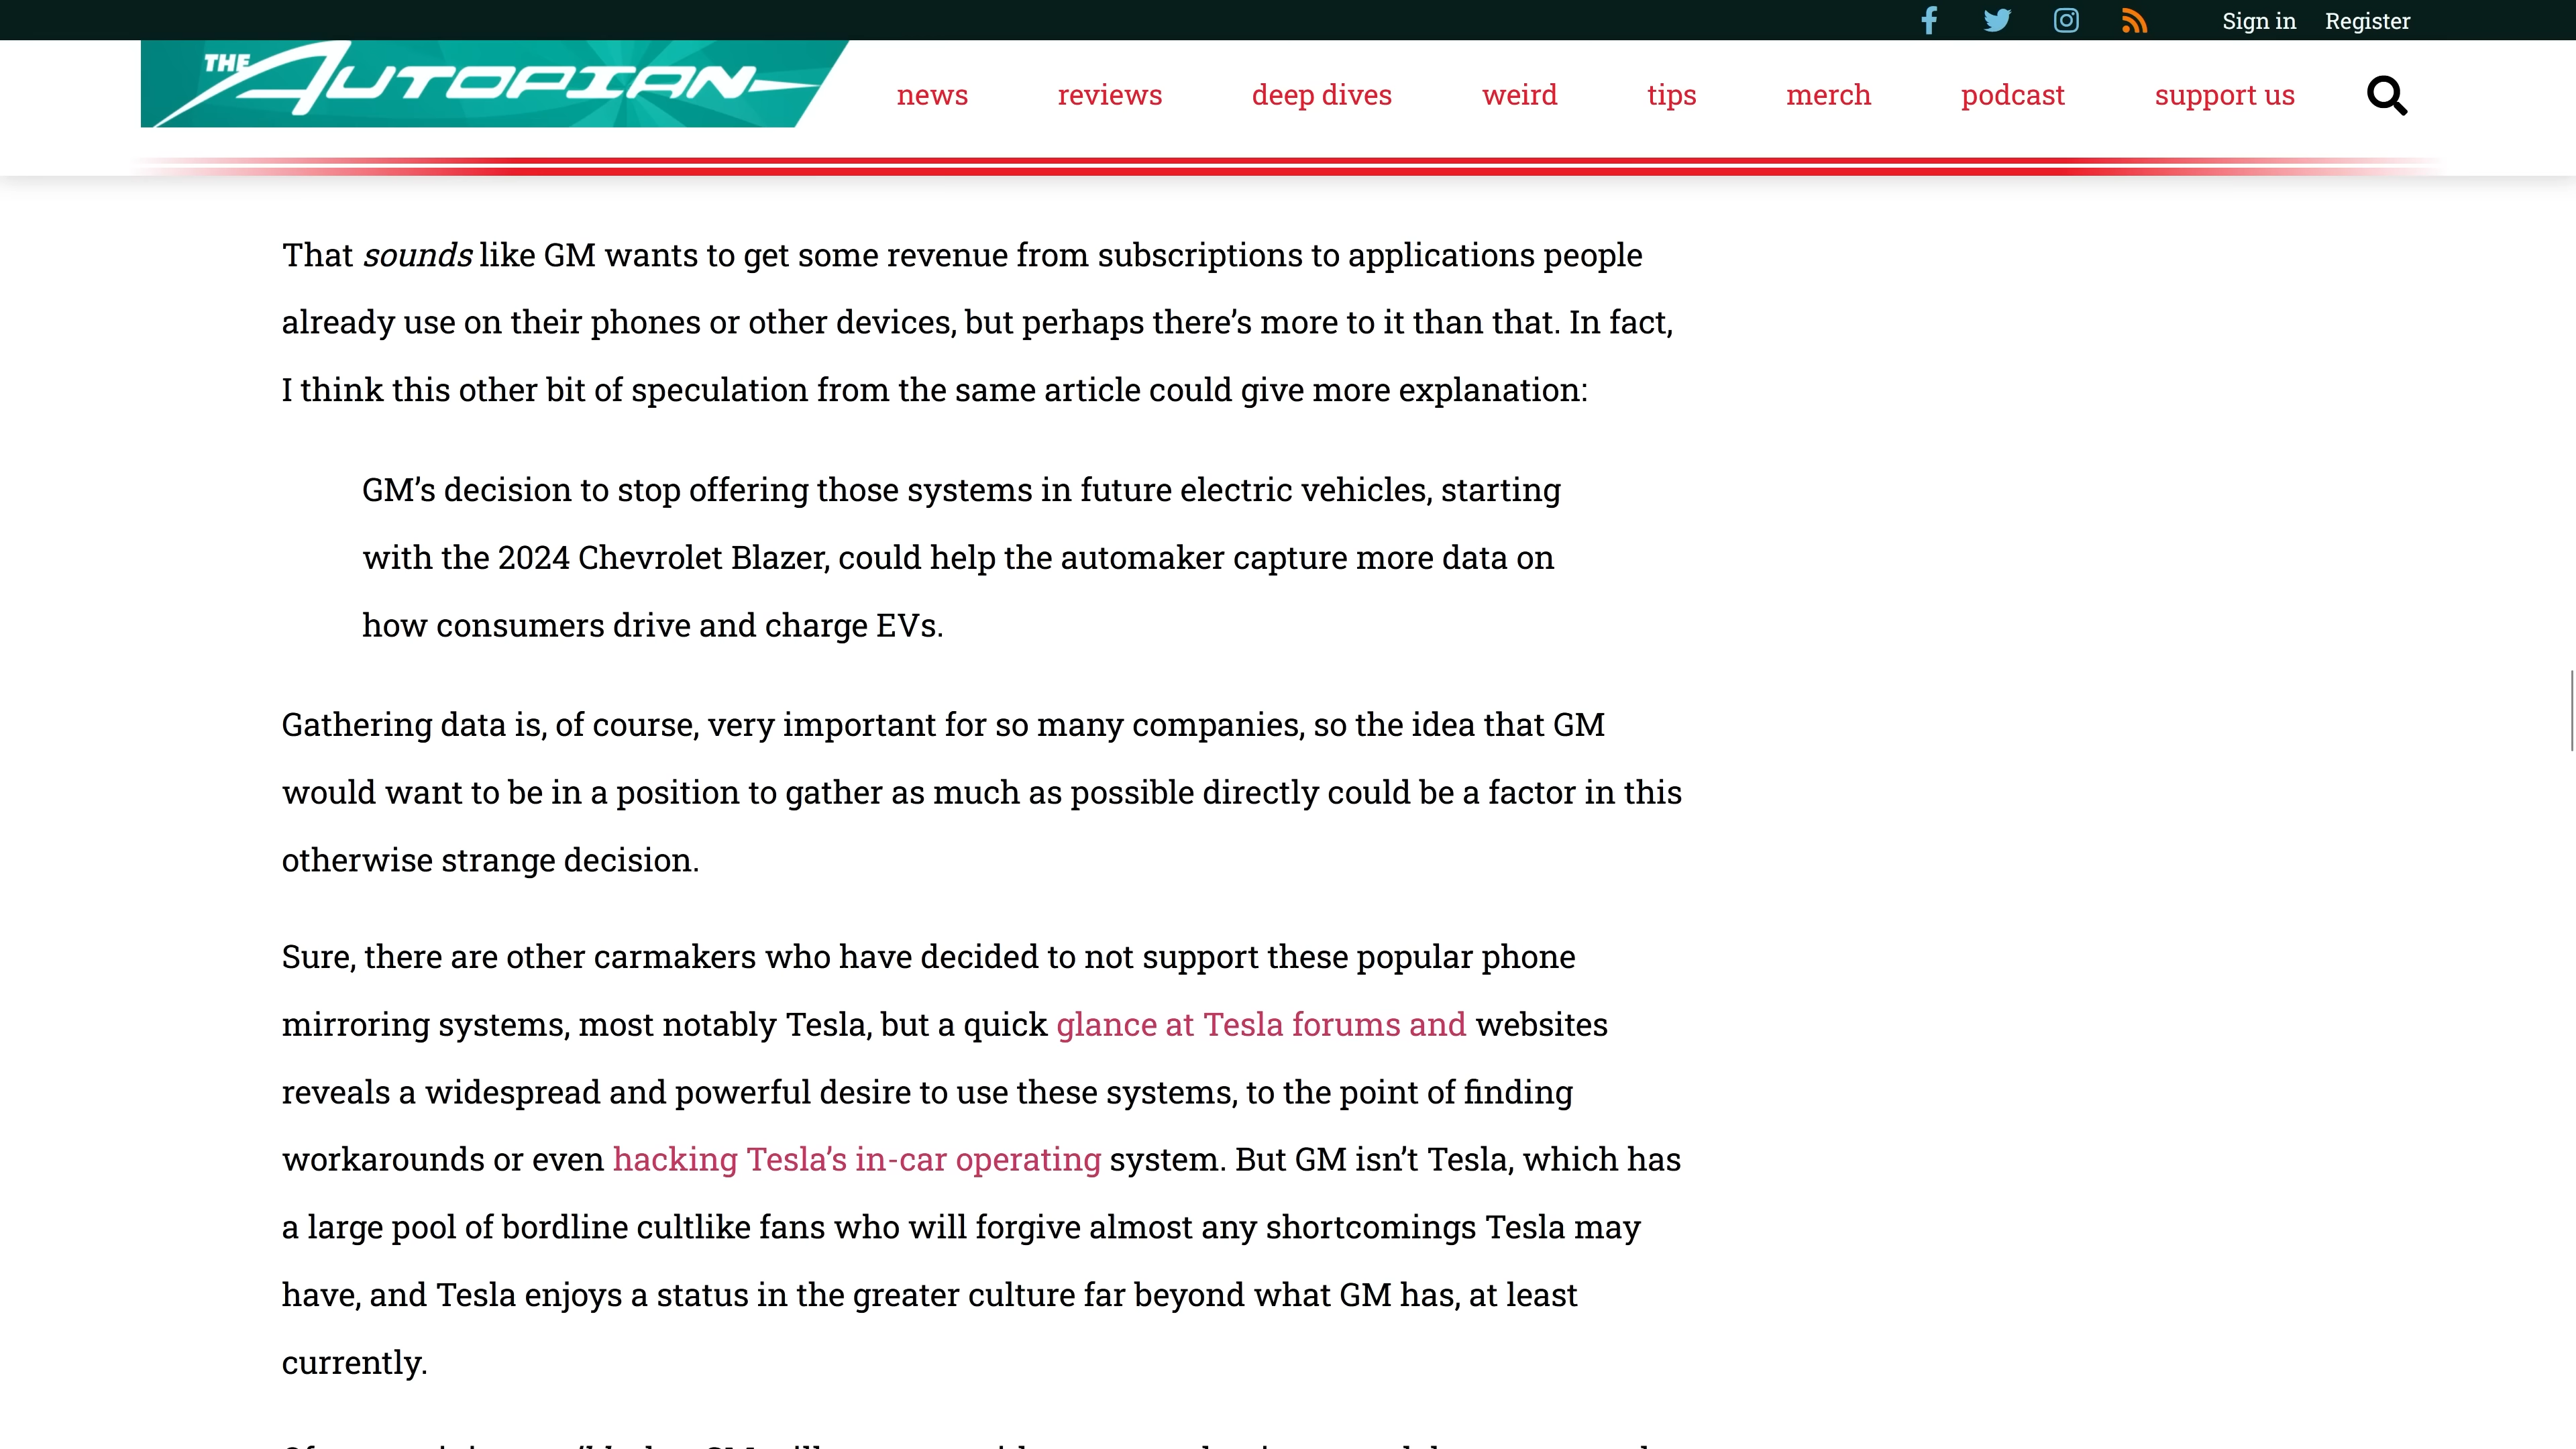 Sign in Register
THE AUTOPIAN
news reviews deep dives weird tips merch podcast support us
That sounds like GM wants to get some revenue from subscriptions to applications people
already use on their phones or other devices, but perhaps there’s more to it than that. In fact,
I think this other bit of speculation from the same article could give more explanation:
GM’s decision to stop offering those systems in future electric vehicles, starting
with the 2024 Chevrolet Blazer, could help the automaker capture more data on
how consumers drive and charge EVs.
Gathering data is, of course, very important for so many companies, so the idea that GM
would want to be in a position to gather as much as possible directly could be a factor in this
otherwise strange decision.
Sure, there are other carmakers who have decided to not support these popular phone
mirroring systems, most notably Tesla, but a quick glance at Tesla forums and websites
reveals a widespread and powerful desire to use these systems, to the point of finding
workarounds or even hacking Tesla’s in-car operating system. But GM isn’t Tesla, which has
a large pool of bordline cultlike fans who will forgive almost any shortcomings Tesla may
have, and Tesla enjoys a status in the greater culture far beyond what GM has, at least
currently.